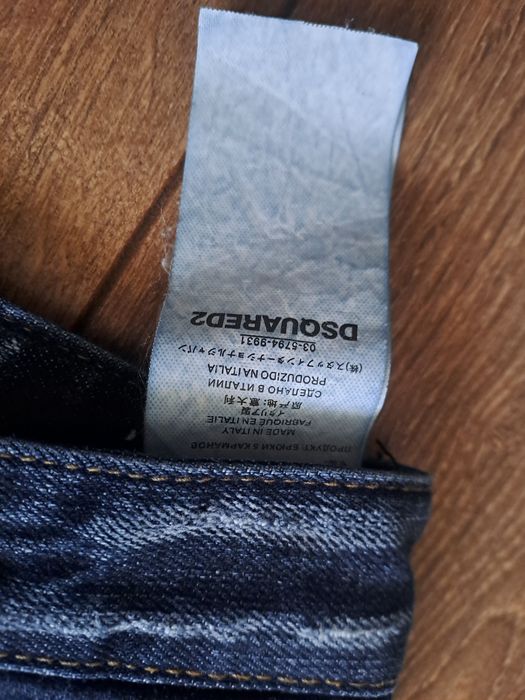 ПРОДУКТ: БРЮКИ 5 КАРМАНОВ
MADE IN ITALY
FABRIQUÉ EN ITALIE
イタリア製
原产地: 意大利
СДЕЛАНО В ИТАЛИИ
PRODUZIDO NA ITALIA
(株)スタッフインターナショナルジャパン
03-5794-9931
DSQUARED2